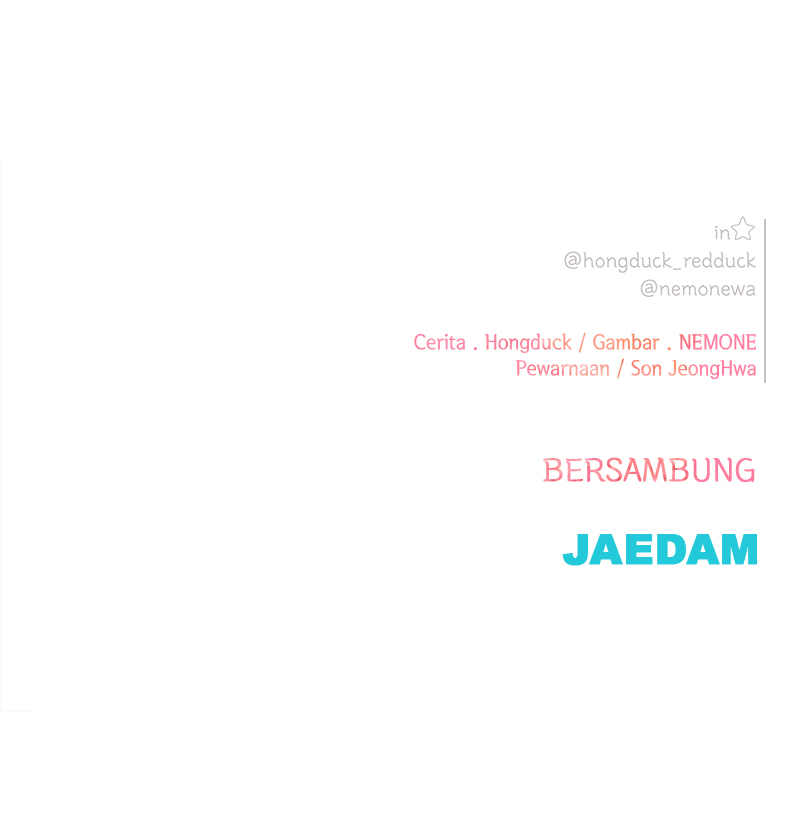 in☆
@hongduck_redduck
@nemonewa
Cerita . Hongduck / Gambar . NEMONE
Pewarnaan / Son JeongHwa
BERSAMBUNG
JAEDAM